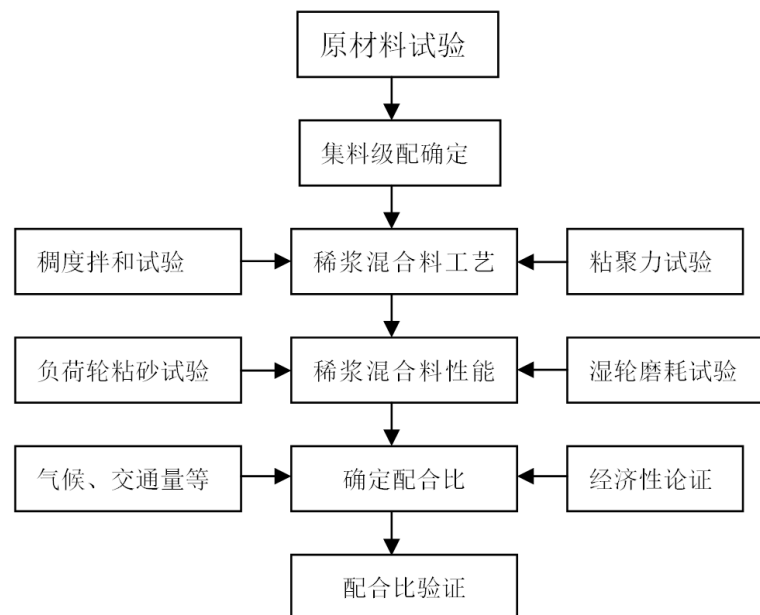 原材料试验
集料级配确定
稠度拌和试验
稀浆混合料工艺
粘聚力试验
负荷轮粘砂试验
稀浆混合料性能
湿轮磨耗试验
气候、交通量等
确定配合比
经济性论证
配合比验证